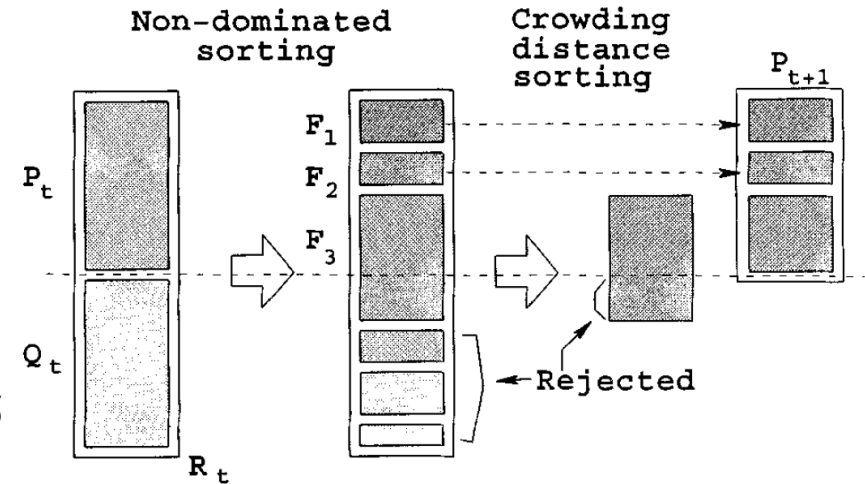 Non-dominated
sorting
Crowding
distance
sorting
P t+1
F 1
P t
F 2
F 3
Q t
Rejected
R t